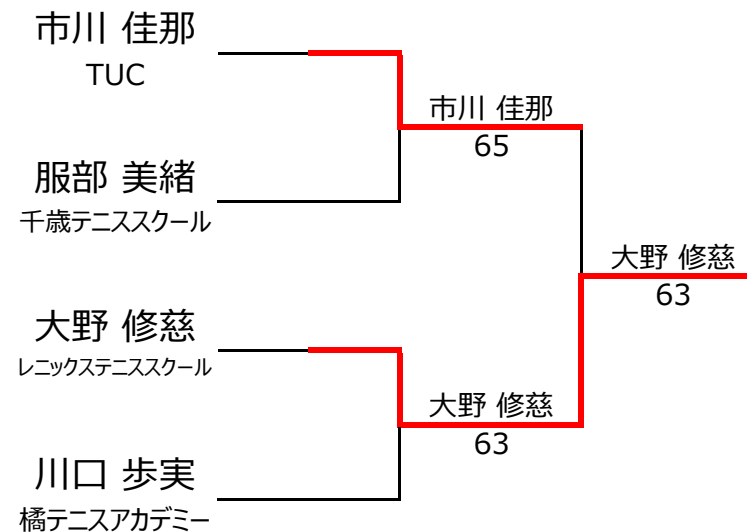 市川 佳那
TUC
市川 佳那
65
服部 美緒
千歳テニススクール
大野 修慈
63
大野 修慈
レニックステニススクール
大野 修慈
63
川口 歩実
橘テニスアカデミー